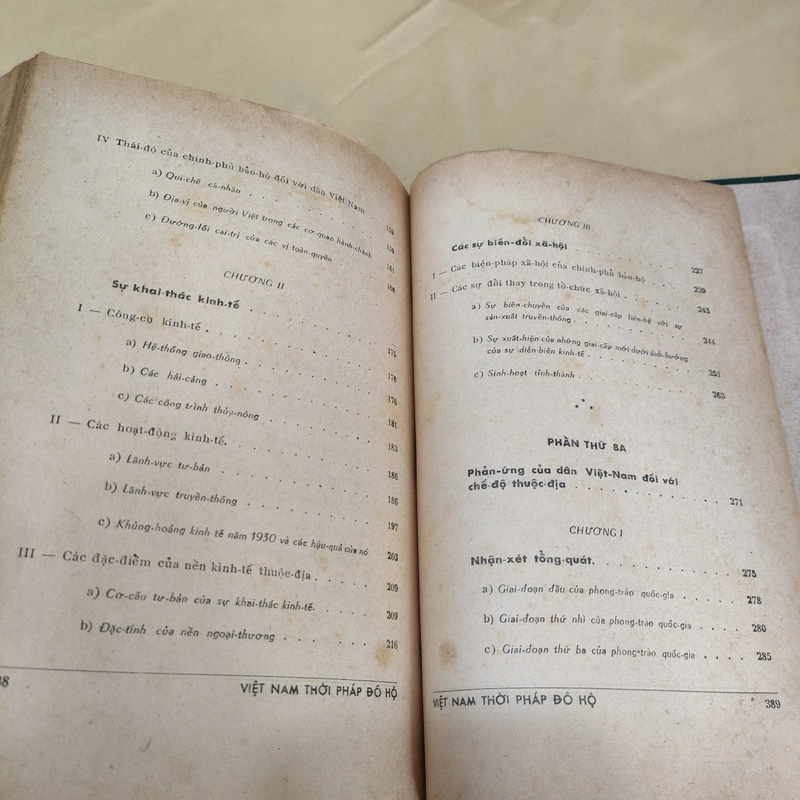 IV Thái-độ của chính-phủ bảo-hộ đối với dân Việt-Nam
a) Qui-chế cá-nhân . . . . . . . . .
b) Địa-vị của người Việt trong các cơ-quan hành-chánh
c) Đường-lối cai-trị của các vị toàn-quyền . . . . 161
CHƯƠNG II
Sự khai-thác kinh-tế . . . . . . . . .
I — Công-cụ kinh-tế . . . . . . . . . 175
a) Hệ-thống giao-thông . . . . . . . . 176
b) Các hải-cảng . . . . . . . . . 176
c) Các công trình thủy-nông . . . . . . . 181
II — Các hoạt-động kinh-tế. . . . . . . . 183
a) Lãnh-vực tư-bản . . . . . . . . 186
b) Lãnh-vực truyền-thống . . . . . . . 186
c) Khủng-hoảng kinh-tế năm 1930 và các hậu-quả của nó 197
203
III — Các đặc-điểm của nền kinh-tế thuộc-địa . . . . 209
a) Cơ-cấu tư-bản của sự khai-thác kinh-tế. . . . . 209
b) Đặc-tính của nền ngoại-thương . . . . . . 216
VIỆT NAM THỜI PHÁP ĐÔ HỘ
CHƯƠNG III
Các sự biến-đổi xã-hội . . . . . . . . 227
I — Các biện-pháp xã-hội của chính-phủ bảo-hộ . . . . 229
II — Các sự đổi thay trong tổ-chức xã-hội . . . . . 243
a) Sự biến-chuyển của các giai-cấp liên-hệ với sự
sản-xuất truyền-thống . . . . . . . . 244
b) Sự xuất-hiện của những giai-cấp mới dưới ảnh-hưởng
của sự diễn-biến kinh-tế . . . . . . . . 251
c) Sinh-hoạt tỉnh-thành . . . . . . . . 263
* * *
PHẦN THỨ BA
Phản-ứng của dân Việt-Nam đối với
chế-độ thuộc-địa . . . . . . . . . 271
CHƯƠNG I
Nhận-xét tổng-quát. . . . . . . . . 275
a) Giai-đoạn đầu của phong-trào quốc-gia . . . . . 278
b) Giai-đoạn thứ nhì của phong-trào quốc-gia . . . . 280
c) Giai-đoạn thứ ba của phong-trào quốc-gia . . . . 285
VIỆT NAM THỜI PHÁP ĐÔ HỘ 389